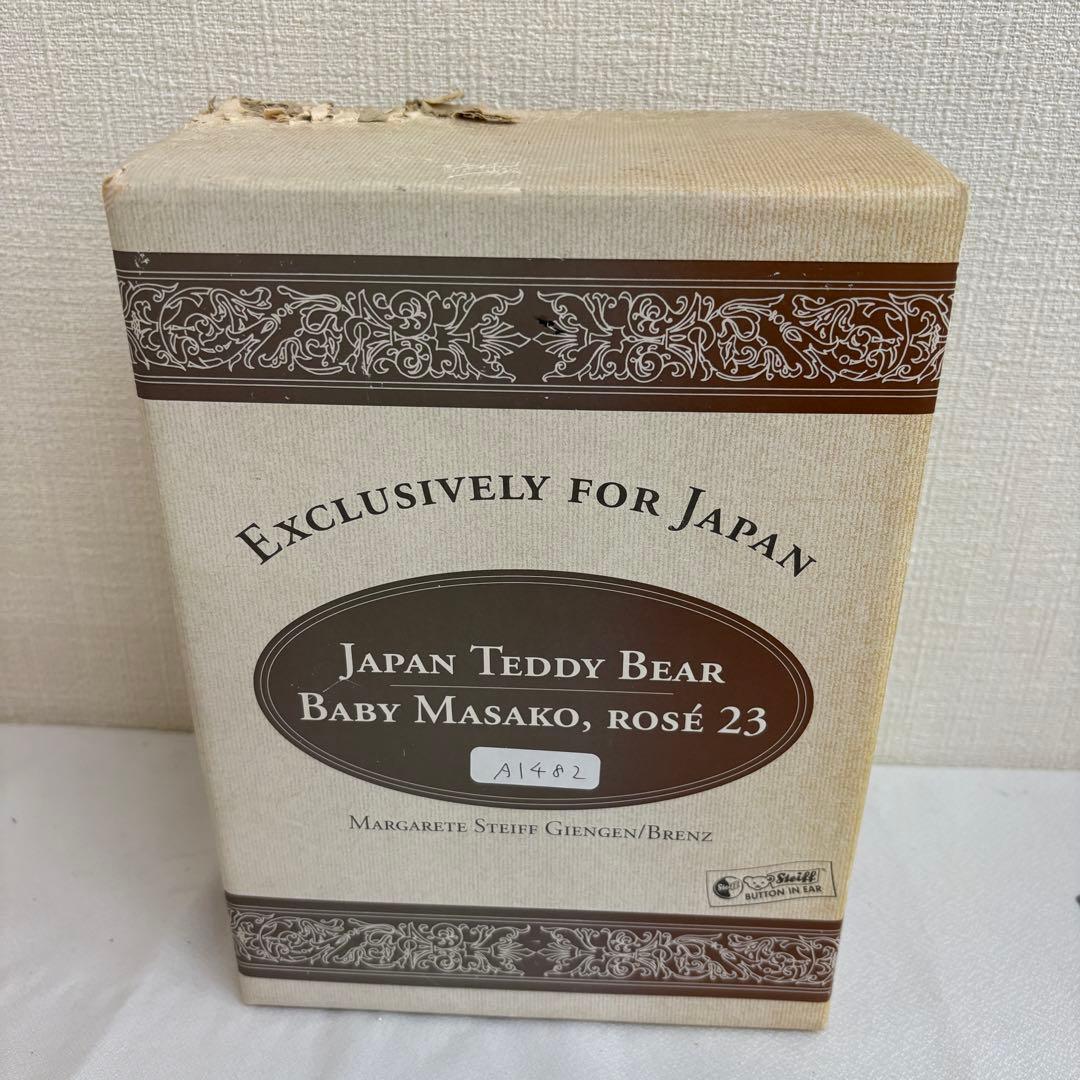 EXCLUSIVELY FOR JAPAN
JAPAN TEDDY BEAR
BABY MASAKO, ROSÉ 23
A1482
MARGARETE STEIFF GIENGEN/BRENZ
Steiff
Steiff
BUTTON IN EAR